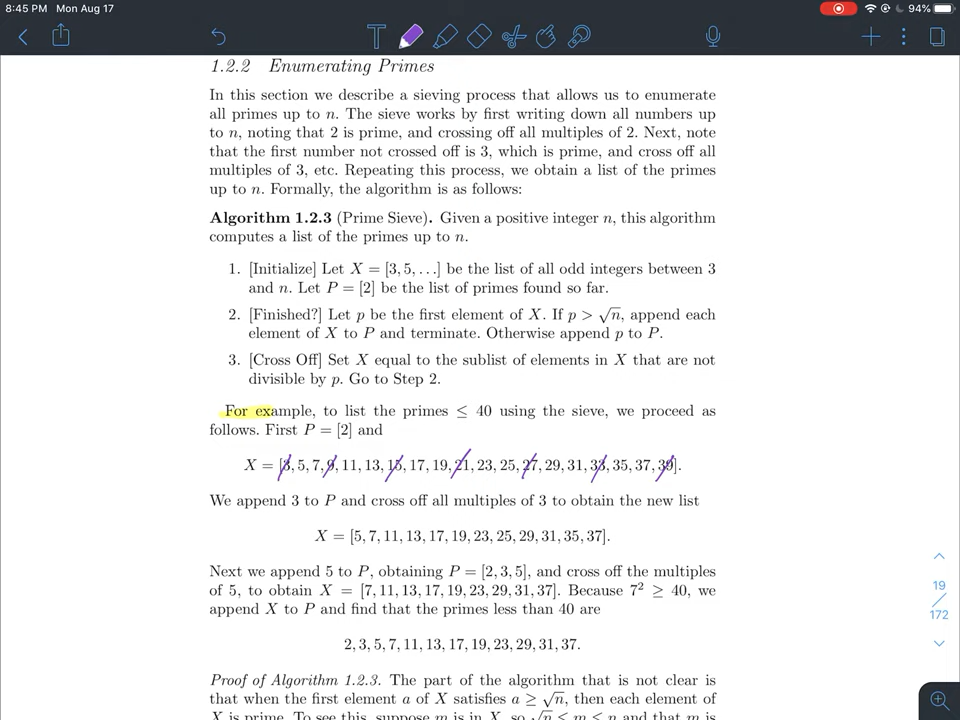 8:45 PM Mon Aug 17
94%
T
1.2.2 Enumerating Primes
In this section we describe a sieving process that allows us to enumerate
all primes up to n. The sieve works by first writing down all numbers up
to n, noting that 2 is prime, and crossing off all multiples of 2. Next, note
that the first number not crossed off is 3, which is prime, and cross off all
multiples of 3, etc. Repeating this process, we obtain a list of the primes
up to n. Formally, the algorithm is as follows:
Algorithm 1.2.3 (Prime Sieve). Given a positive integer n, this algorithm
computes a list of the primes up to n.
1. [Initialize] Let X = [3, 5, . . .] be the list of all odd integers between 3
and n. Let P = [2] be the list of primes found so far.
2. [Finished?] Let p be the first element of X. If p > √n, append each
element of X to P and terminate. Otherwise append p to P.
3. [Cross Off] Set X equal to the sublist of elements in X that are not
divisible by p. Go to Step 2.
For example, to list the primes ≤ 40 using the sieve, we proceed as
follows. First P = [2] and
X = [3, 5, 7, 9, 11, 13, 15, 17, 19, 21, 23, 25, 27, 29, 31, 33, 35, 37, 39].
We append 3 to P and cross off all multiples of 3 to obtain the new list
X = [5, 7, 11, 13, 17, 19, 23, 25, 29, 31, 35, 37].
Next we append 5 to P, obtaining P = [2, 3, 5], and cross off the multiples
of 5, to obtain X = [7, 11, 13, 17, 19, 23, 29, 31, 37]. Because 7² ≥ 40, we
append X to P and find that the primes less than 40 are
2, 3, 5, 7, 11, 13, 17, 19, 23, 29, 31, 37.
Proof of Algorithm 1.2.3. The part of the algorithm that is not clear is
that when the first element a of X satisfies a ≥ √n, then each element of
X is prime. To see this, suppose m is in X, so √n ≤ m ≤ n and that m is
19
172